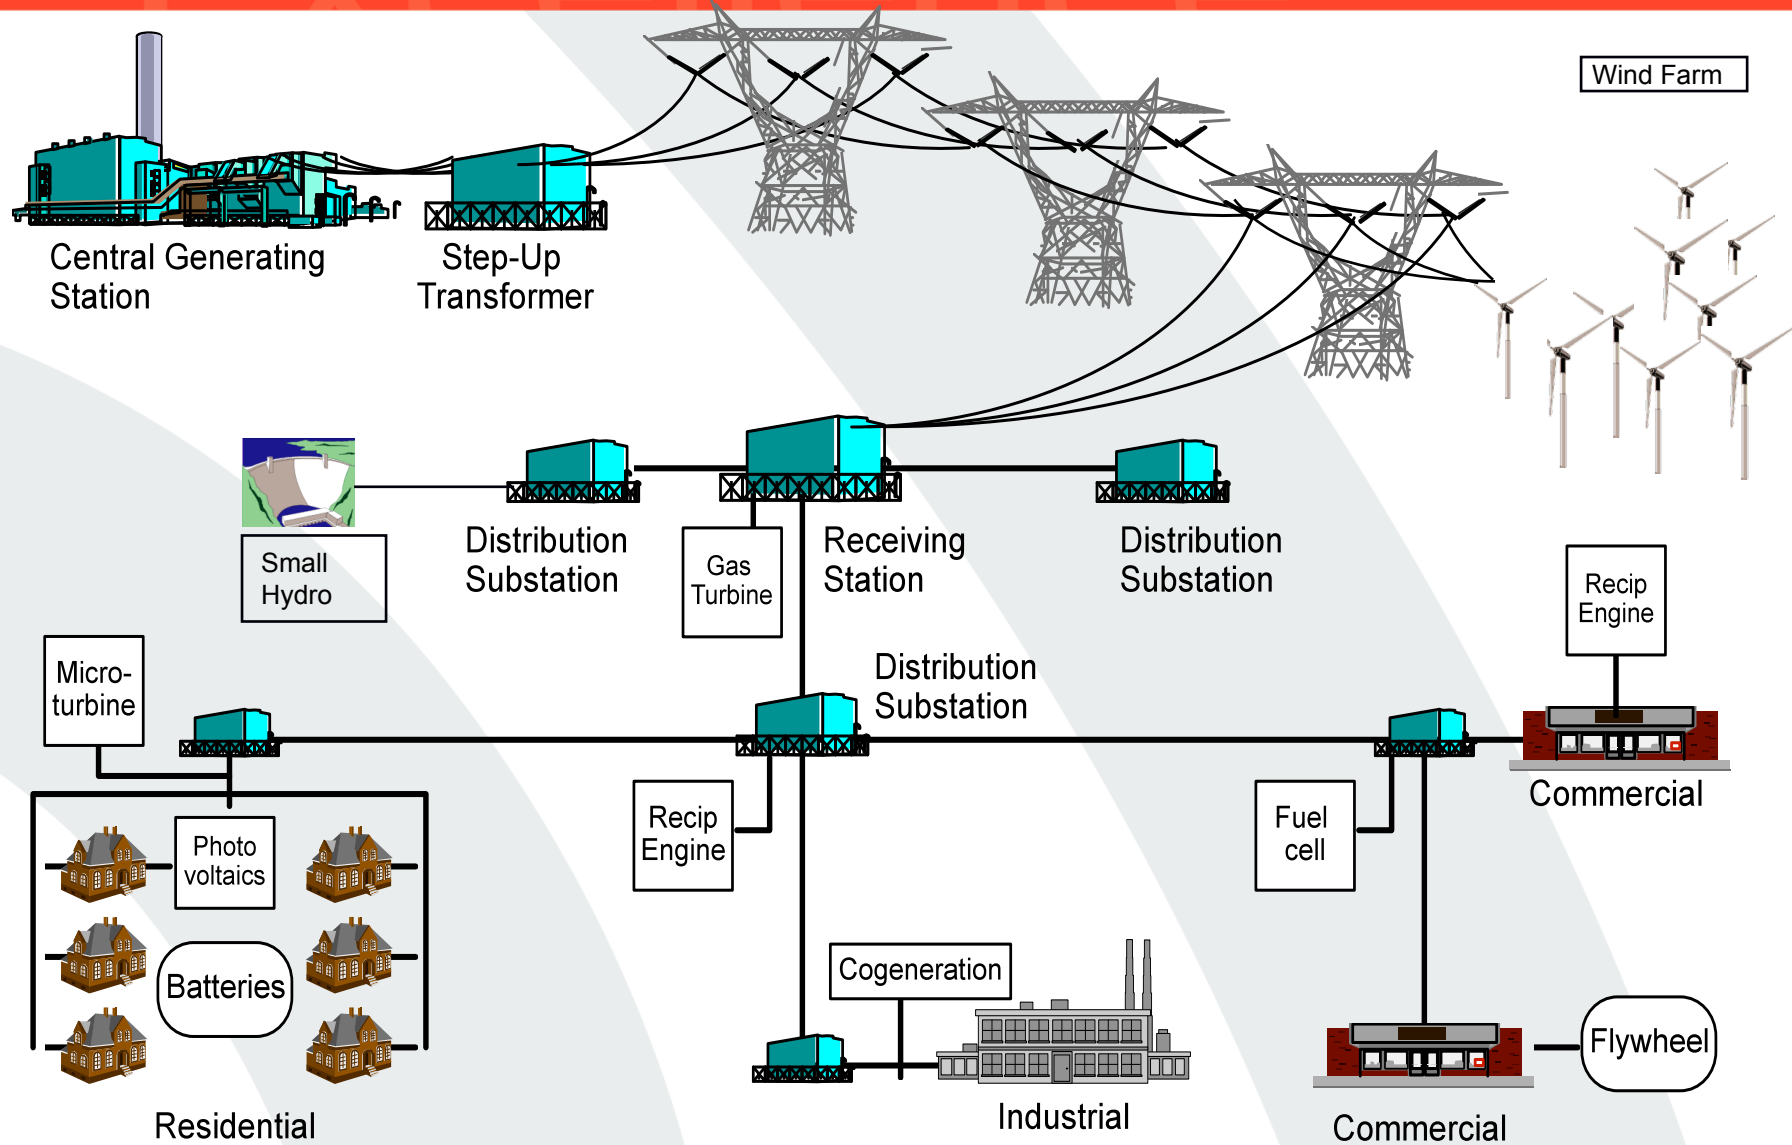 Wind Farm
Central Generating
Station
Step-Up
Transformer
Small
Hydro
Distribution
Substation
Gas
Turbine
Receiving
Station
Distribution
Substation
Recip
Engine
Micro-
turbine
Distribution
Substation
Commercial
Photo
voltaics
Recip
Engine
Fuel
cell
Batteries
Cogeneration
Flywheel
Residential
Industrial
Commercial